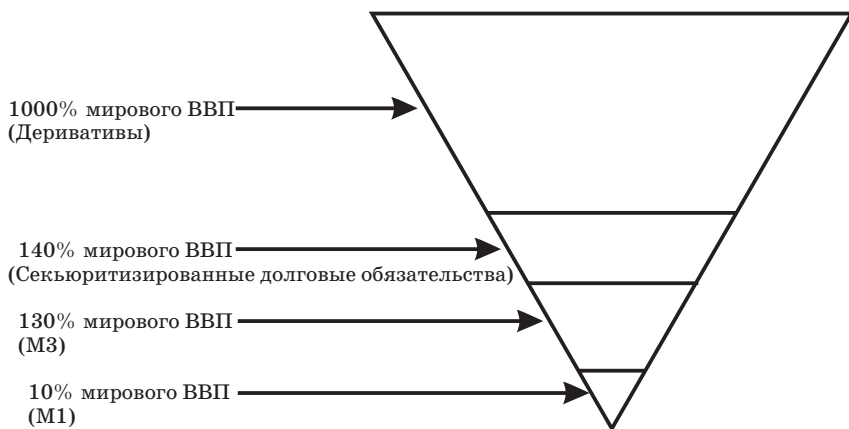 1000% мирового ВВП
(Деривативы)
140% мирового ВВП
(Секьюритизированные долговые обязательства)
130% мирового ВВП
(М3)
10% мирового ВВП
(М1)